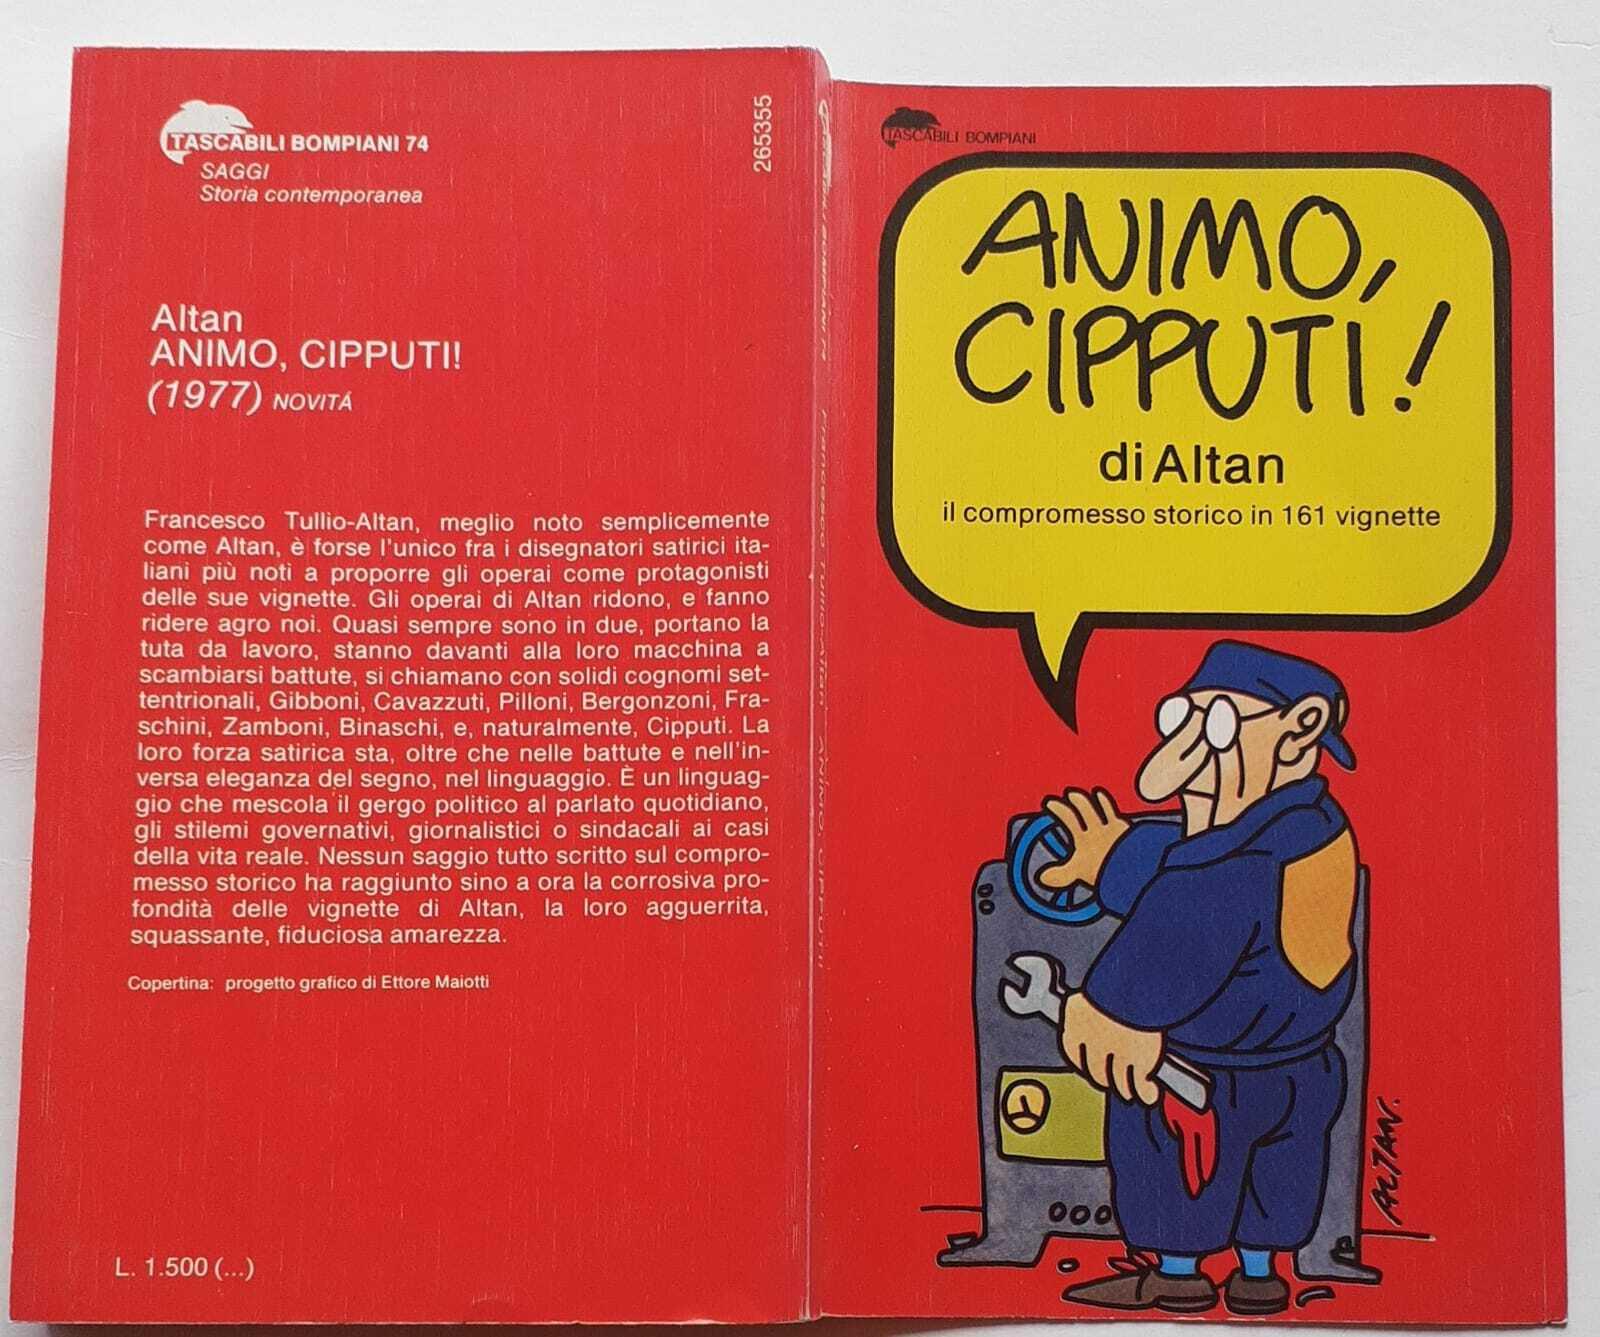 TASCABILI BOMPIANI 74
SAGGI
Storia contemporanea
265355
Altan
ANIMO, CIPPUTI!
(1977) NOVITÁ
Francesco Tullio-Altan, meglio noto semplicemente
come Altan, è forse l'unico fra i disegnatori satirici ita-
liani più noti a proporre gli operai come protagonisti
delle sue vignette. Gli operai di Altan ridono, e fanno
ridere agro noi. Quasi sempre sono in due, portano la
tuta da lavoro, stanno davanti alla loro macchina a
scambiarsi battute, si chiamano con solidi cognomi set-
tentrionali, Gibboni, Cavazzuti, Pilloni, Bergonzoni, Fra-
schini, Zamboni, Binaschi, e, naturalmente, Cipputi. La
loro forza satirica sta, oltre che nelle battute e nell'in-
versa eleganza del segno, nel linguaggio. È un linguag-
gio che mescola il gergo politico al parlato quotidiano,
gli stilemi governativi, giornalistici o sindacali ai casi
della vita reale. Nessun saggio tutto scritto sul compro-
messo storico ha raggiunto sino a ora la corrosiva pro-
fondità delle vignette di Altan, la loro agguerrita,
squassante, fiduciosa amarezza.
Copertina: progetto grafico di Ettore Maiotti
L. 1.500 (...)
TASCABILI BOMPIANI 74
Francesco Tullio-Altan ANIMO, CIPPUTI!
TASCABILI BOMPIANI
ANIMO,
CIPPUTI!
di Altan
il compromesso storico in 161 vignette
ALTAN.